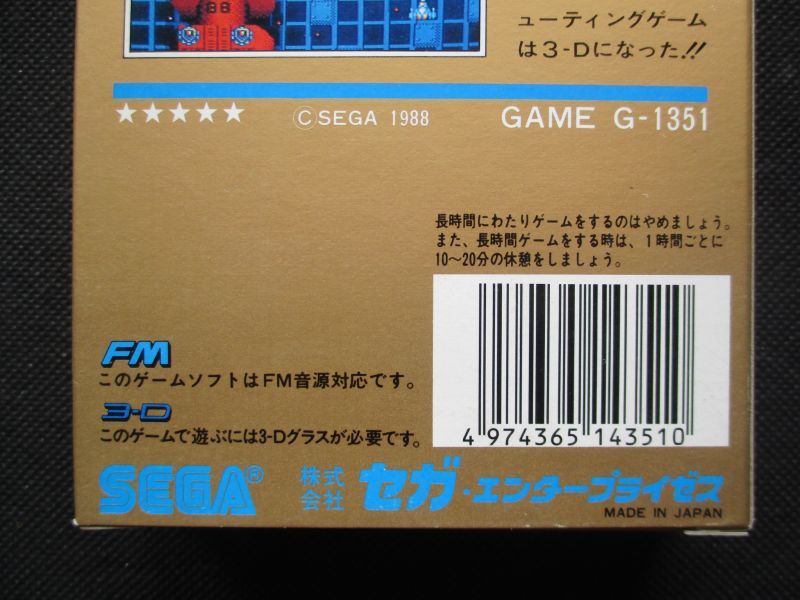 ューティングゲーム
は3-Dになった!!
★★★★★ ©SEGA 1988 GAME G-1351
長時間にわたりゲームをするのはやめましょう。
また、長時間ゲームをする時は、1時間ごとに
10〜20分の休憩をしましょう。
FM
このゲームソフトはFM音源対応です。
3-D
このゲームで遊ぶには3-Dグラスが必要です。
4 974365 143510
SEGA® 株式会社 セガ・エンタープライゼス
MADE IN JAPAN